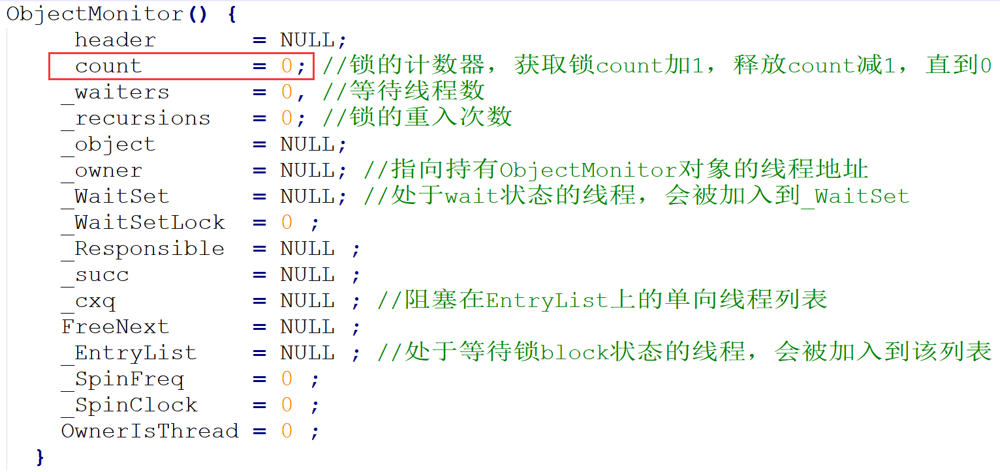 ObjectMonitor() {
_header = NULL;
_count = 0; //锁的计数器，获取锁count加1，释放count减1，直到0
_waiters = 0, //等待线程数
_recursions = 0; //锁的重入次数
_object = NULL;
_owner = NULL; //指向持有ObjectMonitor对象的线程地址
_WaitSet = NULL; //处于wait状态的线程，会被加入到_WaitSet
_WaitSetLock = 0 ;
_Responsible = NULL ;
_succ = NULL ;
_cxq = NULL ; //阻塞在EntryList上的单向线程列表
FreeNext = NULL ;
_EntryList = NULL ; //处于等待锁block状态的线程，会被加入到该列表
_SpinFreq = 0 ;
_SpinClock = 0 ;
OwnerIsThread = 0 ;
}